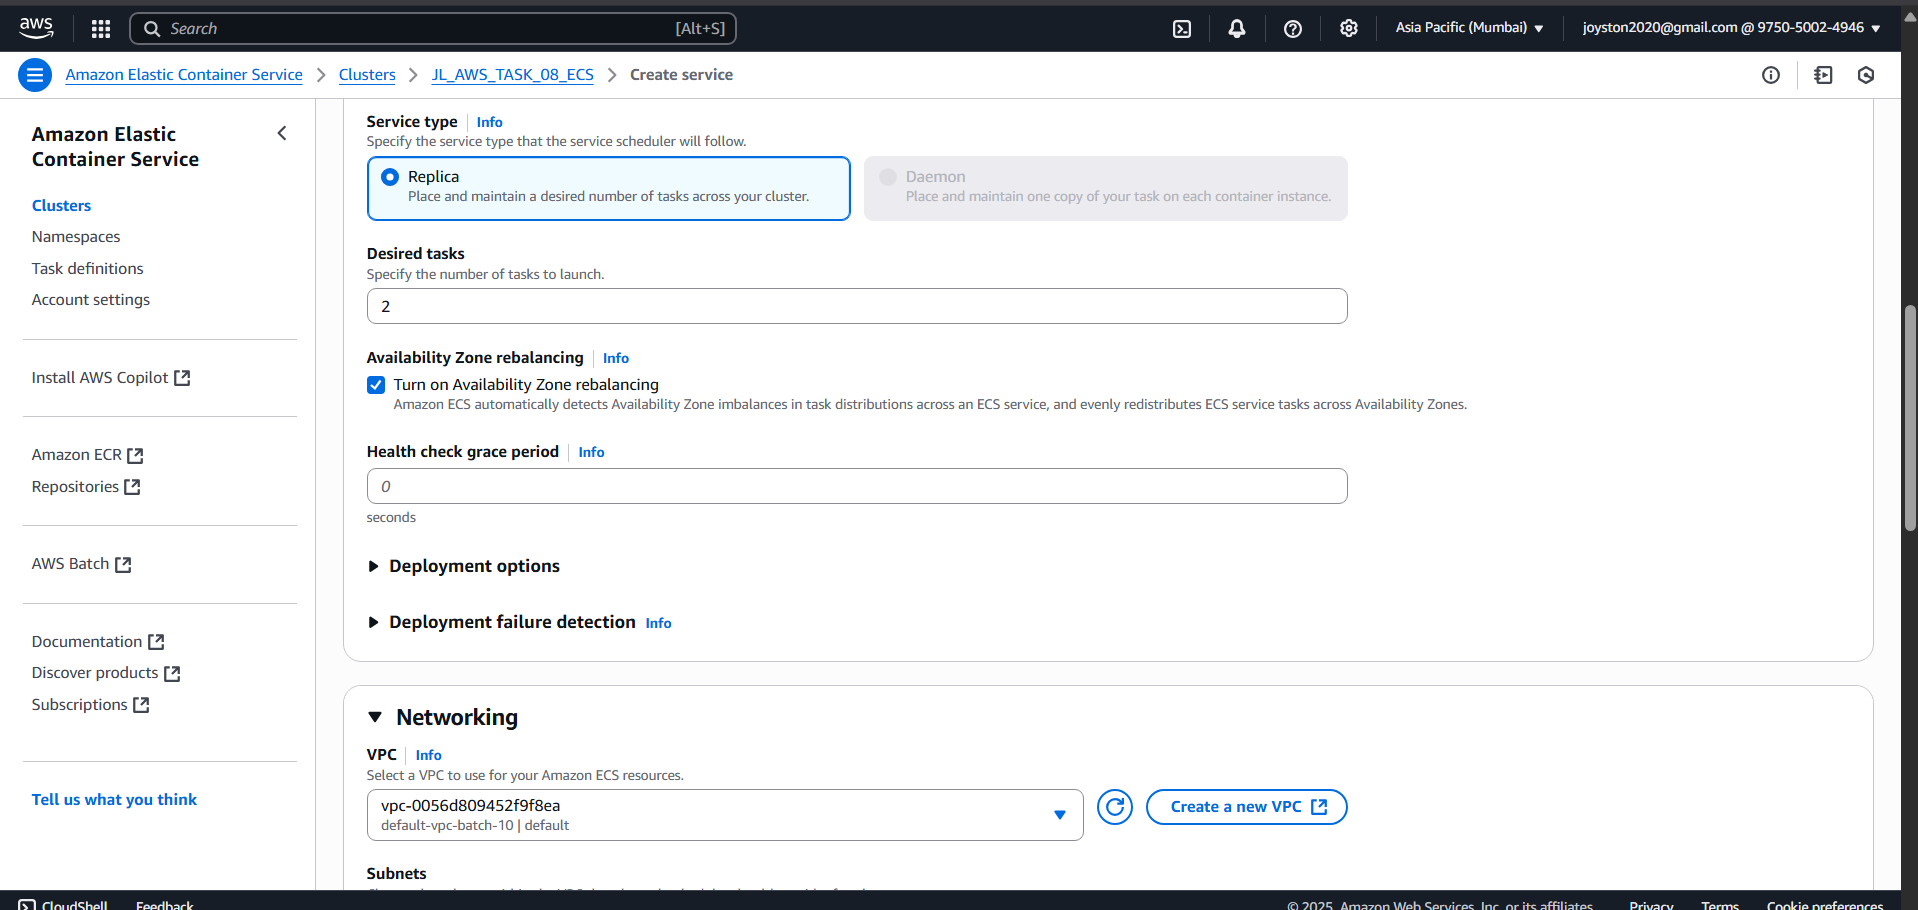 aws
Search [Alt+S]
Asia Pacific (Mumbai)
joyston2020@gmail.com @ 9750-5002-4946
Amazon Elastic Container Service
Clusters
JL_AWS_TASK_08_ECS
Create service
Amazon Elastic
Container Service
Clusters
Namespaces
Task definitions
Account settings
Install AWS Copilot
Amazon ECR
Repositories
AWS Batch
Documentation
Discover products
Subscriptions
Tell us what you think
Service type Info
Specify the service type that the service scheduler will follow.
Replica
Place and maintain a desired number of tasks across your cluster.
Daemon
Place and maintain one copy of your task on each container instance.
Desired tasks
Specify the number of tasks to launch.
2
Availability Zone rebalancing Info
Turn on Availability Zone rebalancing
Amazon ECS automatically detects Availability Zone imbalances in task distributions across an ECS service, and evenly redistributes ECS service tasks across Availability Zones.
Health check grace period Info
0
seconds
Deployment options
Deployment failure detection Info
Networking
VPC Info
Select a VPC to use for your Amazon ECS resources.
vpc-0056d809452f9f8ea
default-vpc-batch-10 | default
Create a new VPC
Subnets
CloudShell Feedback
© 2025, Amazon Web Services, Inc. or its affiliates.
Privacy Terms Cookie preferences